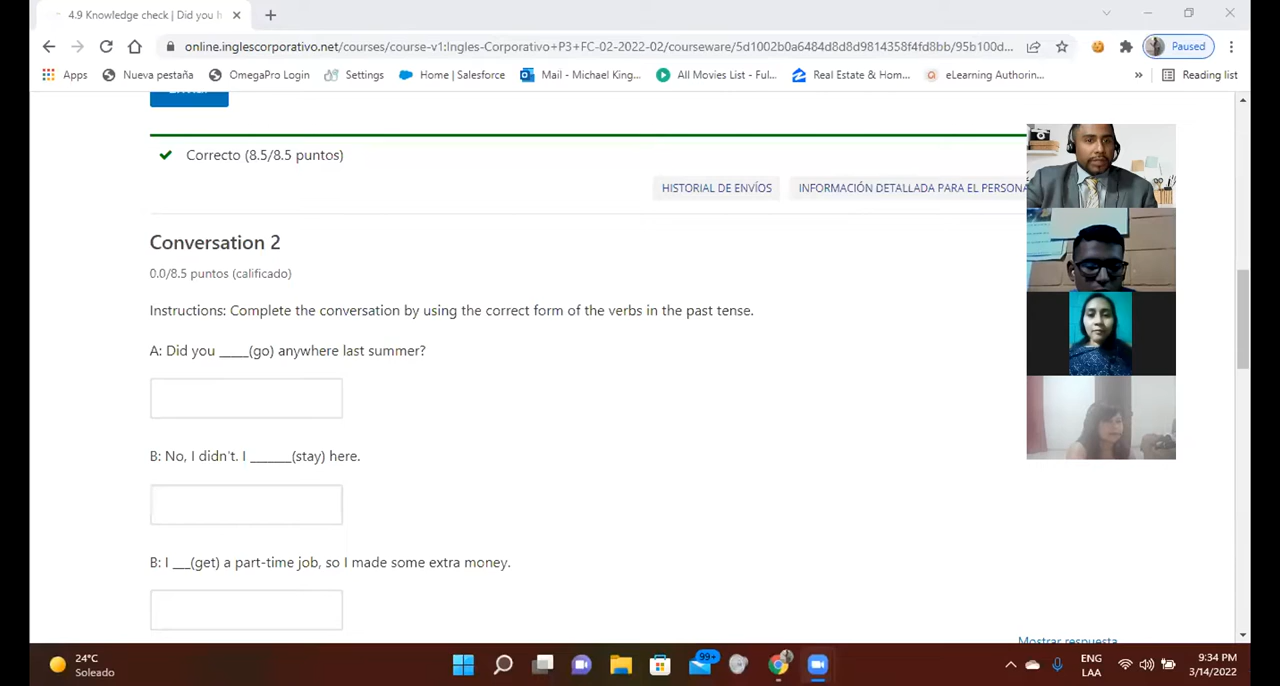 4.9 Knowledge check | Did you h
online.inglescorporativo.net/courses/course-v1:Ingles-Corporativo+P3+FC-02-2022-02/courseware/5d1002b0a6484d8d8d9814358f4fd8bb/95b100d...
Paused
Apps Nueva pestaña OmegaPro Login Settings Home | Salesforce Mail - Michael King... All Movies List - Ful... Real Estate & Hom... eLearning Authorin... » Reading list
Correcto (8.5/8.5 puntos)
HISTORIAL DE ENVÍOS INFORMACIÓN DETALLADA PARA EL PERSONA
Conversation 2
0.0/8.5 puntos (calificado)
Instructions: Complete the conversation by using the correct form of the verbs in the past tense.
A: Did you _____(go) anywhere last summer?
B: No, I didn't. I _______(stay) here.
B: I ___(get) a part-time job, so I made some extra money.
Mostrar respuesta
24°C
Soleado
99+
ENG
LAA
9:34 PM
3/14/2022